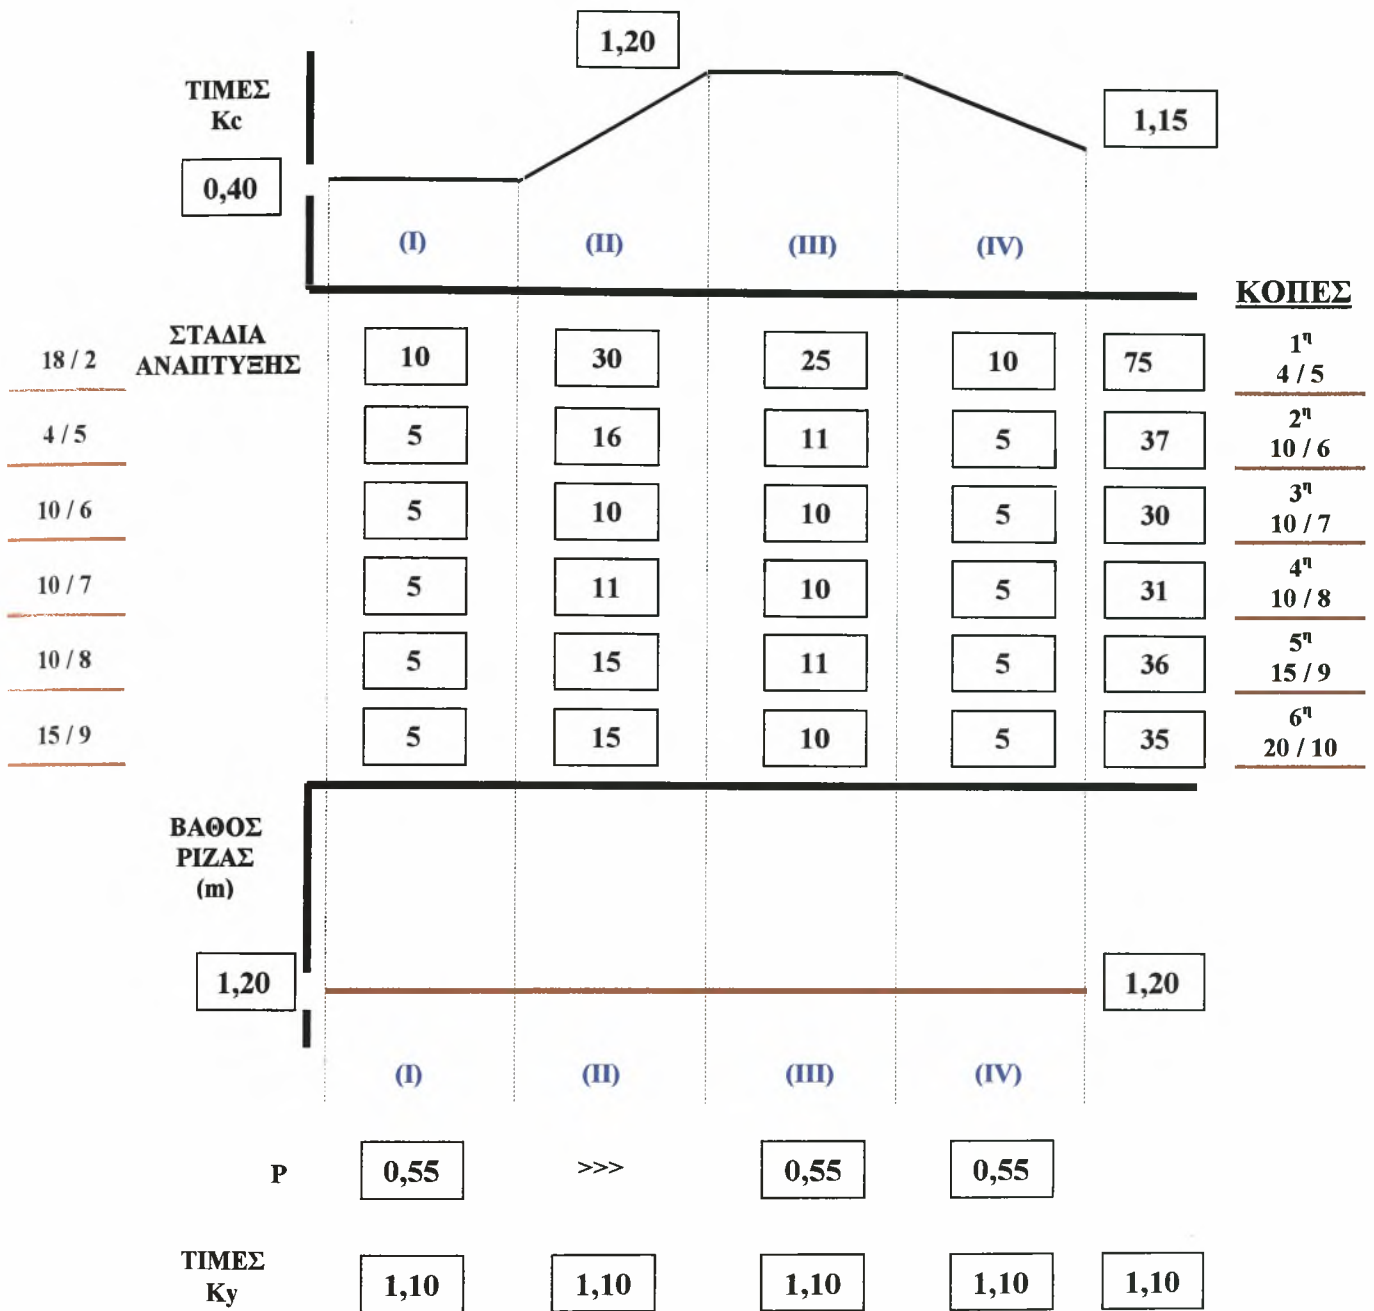 1,20
ΤΙΜΕΣ
Kc
1,15
0,40
(I) (II) (III) (IV)
ΚΟΠΕΣ
ΣΤΑΔΙΑ
ΑΝΑΠΤΥΞΗΣ
18 / 2 10 30 25 10 75 1η
4 / 5
4 / 5 5 16 11 5 37 2η
10 / 6
10 / 6 5 10 10 5 30 3η
10 / 7
10 / 7 5 11 10 5 31 4η
10 / 8
10 / 8 5 15 11 5 36 5η
15 / 9
15 / 9 5 15 10 5 35 6η
20 / 10
ΒΑΘΟΣ
ΡΙΖΑΣ
(m)
1,20 1,20
(I) (II) (III) (IV)
P 0,55 >>> 0,55 0,55
ΤΙΜΕΣ
Ky 1,10 1,10 1,10 1,10 1,10